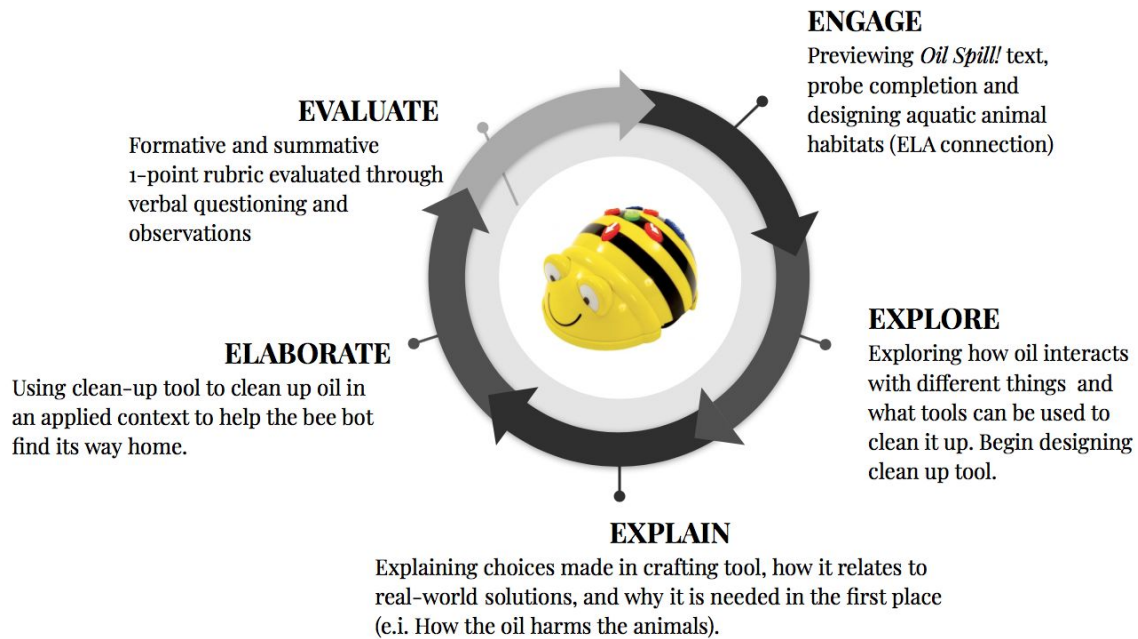 ENGAGE
Previewing Oil Spill! text,
probe completion and
designing aquatic animal
habitats (ELA connection)
EXPLORE
Exploring how oil interacts
with different things and
what tools can be used to
clean it up. Begin designing
clean up tool.
EXPLAIN
Explaining choices made in crafting tool, how it relates to
real-world solutions, and why it is needed in the first place
(e.i. How the oil harms the animals).
ELABORATE
Using clean-up tool to clean up oil in
an applied context to help the bee bot
find its way home.
EVALUATE
Formative and summative
1-point rubric evaluated through
verbal questioning and
observations